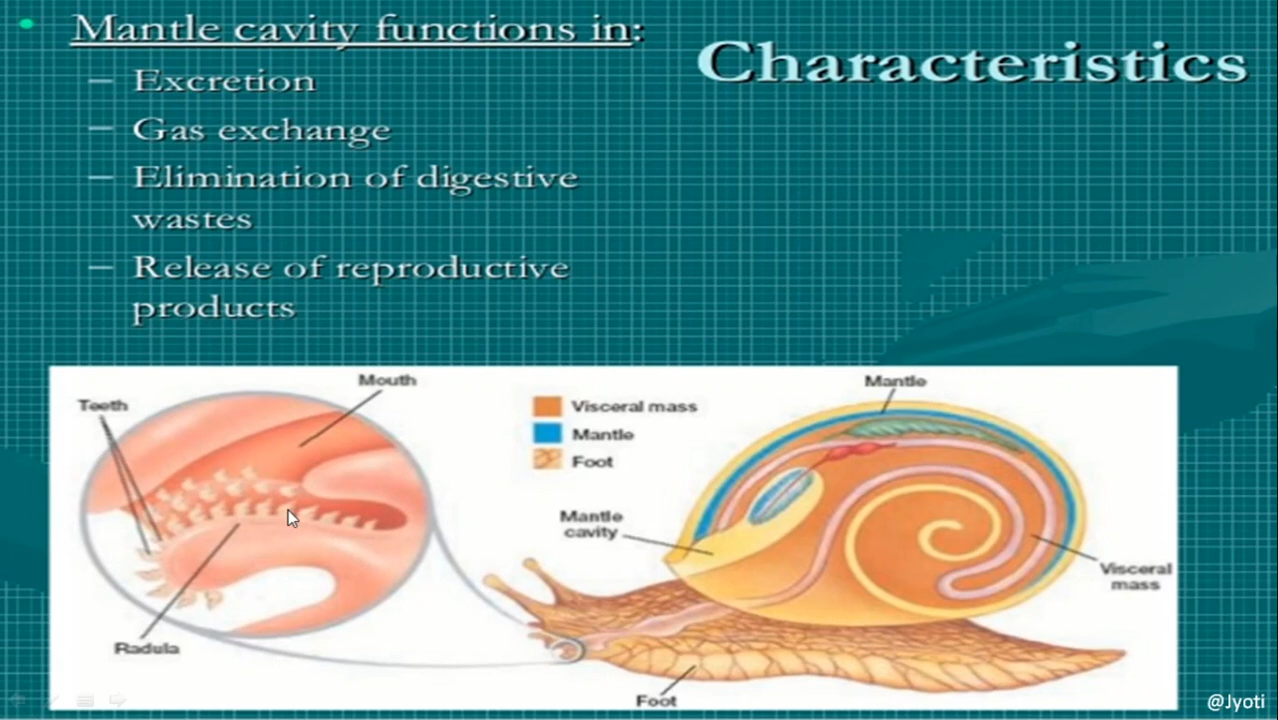 Mantle cavity functions in:
Characteristics
– Excretion
– Gas exchange
– Elimination of digestive
wastes
– Release of reproductive
products
Mouth
Teeth
Radula
Visceral mass
Mantle
Foot
Mantle
Mantle
cavity
Visceral
mass
Foot
@Jyoti